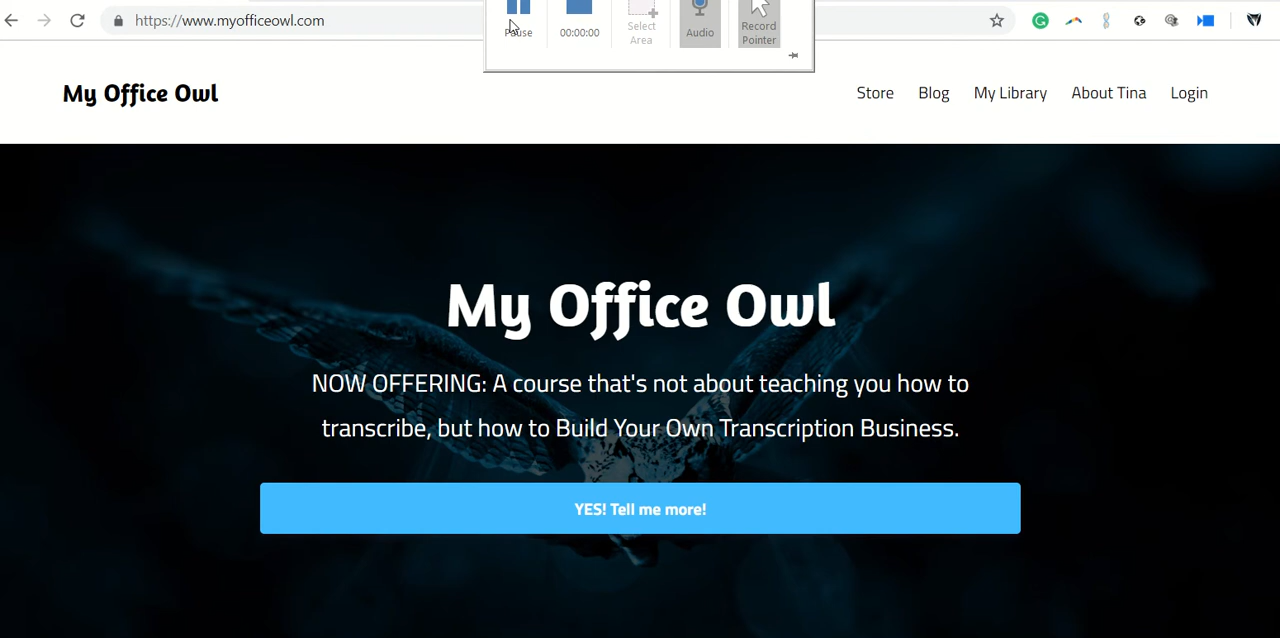 https://www.myofficeowl.com
Pause
00:00:00
Select
Area
Audio
Record
Pointer
My Office Owl
Store
Blog
My Library
About Tina
Login
My Office Owl
NOW OFFERING: A course that's not about teaching you how to
transcribe, but how to Build Your Own Transcription Business.
YES! Tell me more!